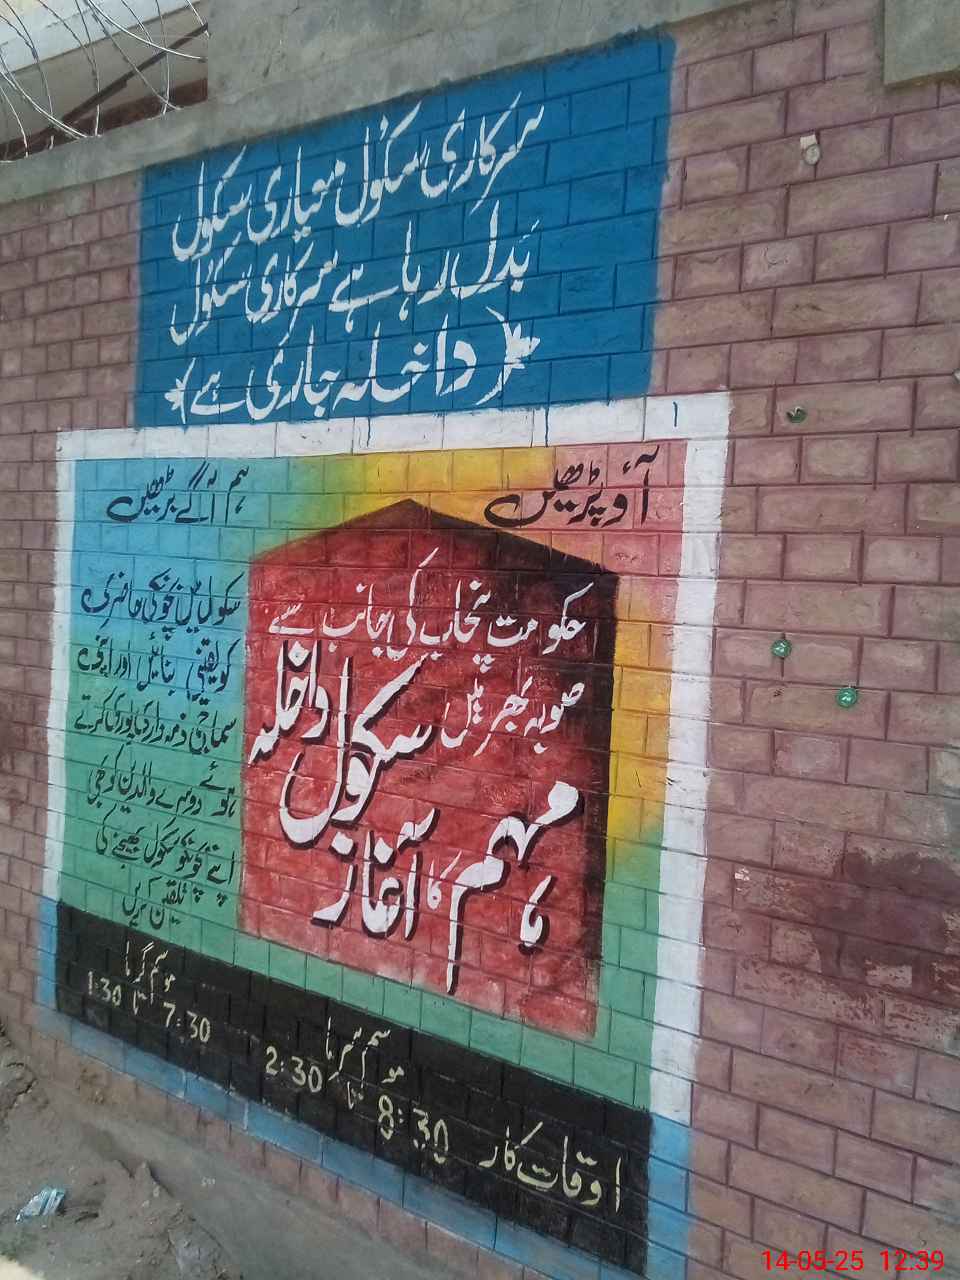 سرکاری سکول معیاری سکول
بدل رہا ہے سرکاری سکول
(داخلہ جاری ہے)
آؤ پڑھیں
ہم آگے بڑھیں
حکومت پنجاب کی جانب سے
صوبہ بھر میں
سکول داخلہ
مہم کا آغاز
سکول میں بچوں کی حاضری
کو یقینی بنائیں اور اپنی
سماجی ذمہ داری پوری کرتے
ہوئے دوسرے والدین کو بھی
اپنے بچوں کو سکول بھیجنے کی
تلقین کریں
موسم گرما
7:30 تا 1:30
موسم سرما
اوقات کار 8:30 تا 2:30
14-05-25 12:39